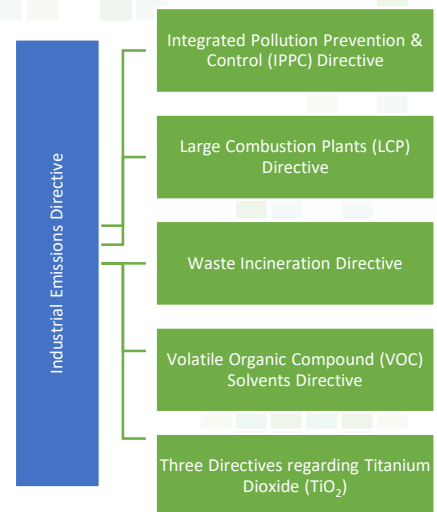 Industrial Emissions Directive
Integrated Pollution Prevention &
Control (IPPC) Directive
Large Combustion Plants (LCP)
Directive
Waste Incineration Directive
Volatile Organic Compound (VOC)
Solvents Directive
Three Directives regarding Titanium
Dioxide (TiO₂)